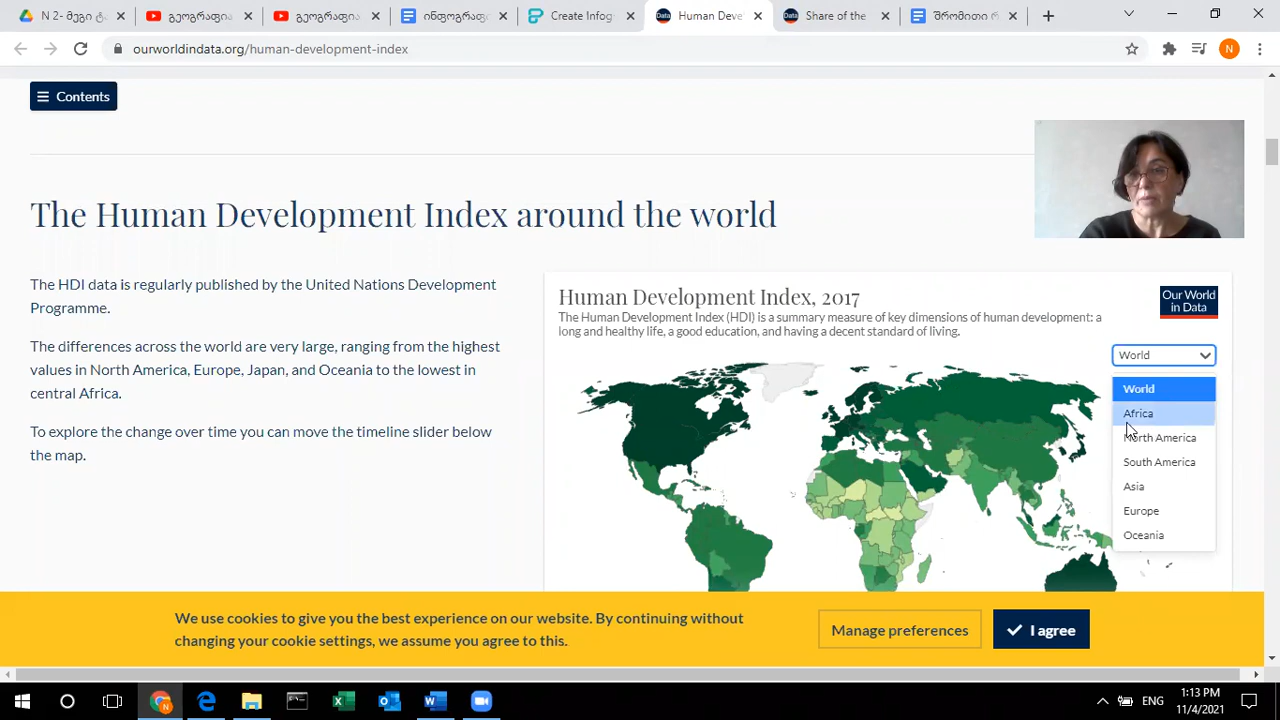 N 2- მეგიტ
გეოგრაფი
გეოგრაფია
ინფოგრაფ
Create Infog
Human Deve
Share of the
შრომითი რ
ourworldindata.org/human-development-index
N
Contents
The Human Development Index around the world
The HDI data is regularly published by the United Nations Development
Programme.
The differences across the world are very large, ranging from the highest
values in North America, Europe, Japan, and Oceania to the lowest in
central Africa.
To explore the change over time you can move the timeline slider below
the map.
Human Development Index, 2017
The Human Development Index (HDI) is a summary measure of key dimensions of human development: a
long and healthy life, a good education, and having a decent standard of living.
Our World
in Data
World
World
Africa
North America
South America
Asia
Europe
Oceania
We use cookies to give you the best experience on our website. By continuing without
changing your cookie settings, we assume you agree to this.
Manage preferences
I agree
ENG
1:13 PM
11/4/2021